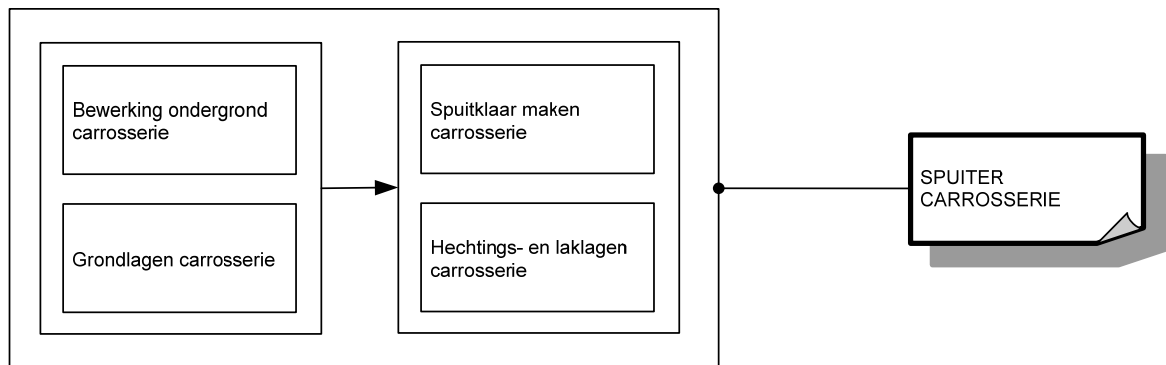 Bewerking ondergrond
carrosserie
Grondlagen carrosserie
Spuitklaar maken
carrosserie
Hechtings- en laklagen
carrosserie
SPUITER
CARROSSERIE